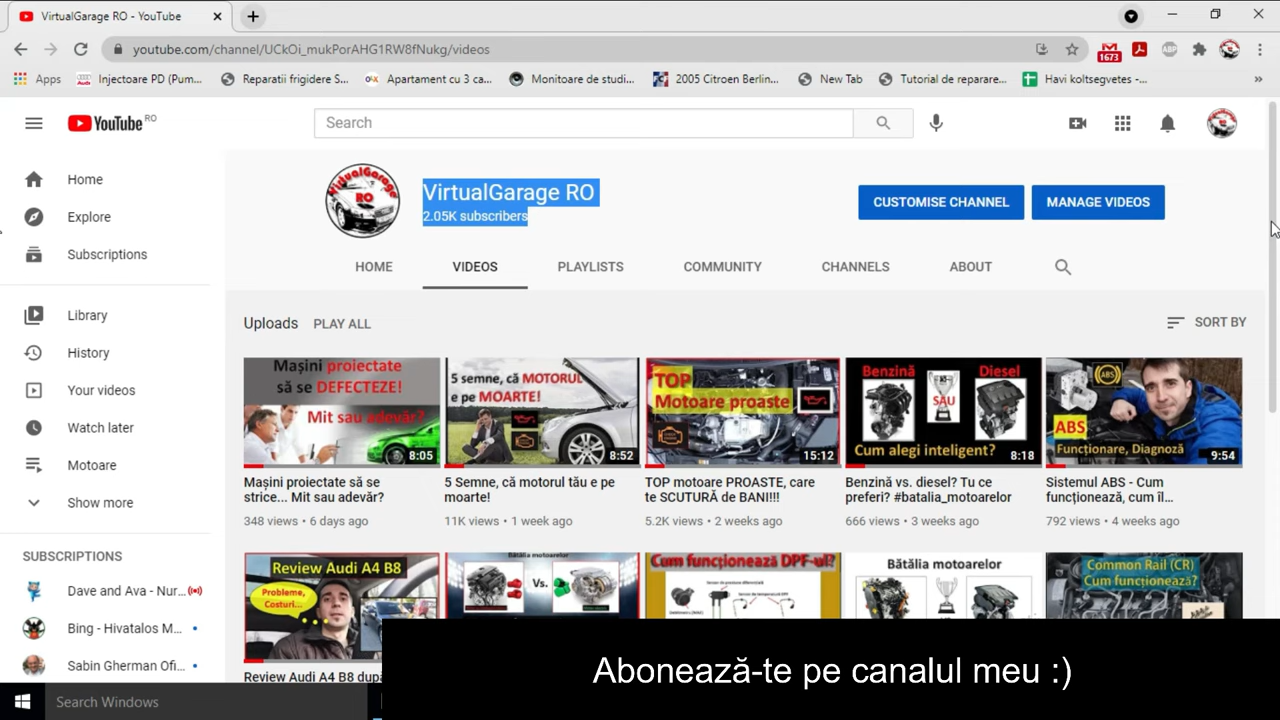 VirtualGarage RO - YouTube
youtube.com/channel/UCkOi_mukPorAHG1RW8fNukg/videos
1673
ABP
Apps
Injectoare PD (Pum...
Reparatii frigidere S...
Apartament cu 3 ca...
Monitoare de studi...
2005 Citroen Berlin...
New Tab
Tutorial de reparare...
Havi koltsegvetes -...
YouTube RO
Search
Home
Explore
Subscriptions
Library
History
Your videos
Watch later
Motoare
Show more
SUBSCRIPTIONS
Dave and Ava - Nur...
Bing - Hivatalos M...
Sabin Gherman Ofi...
VirtualGarage
RO
VirtualGarage RO
2.05K subscribers
CUSTOMISE CHANNEL
MANAGE VIDEOS
HOME
VIDEOS
PLAYLISTS
COMMUNITY
CHANNELS
ABOUT
Uploads
PLAY ALL
SORT BY
Mașini proiectate
să se DEFECTEZE!
Mit sau adevăr?
8:05
Mașini proiectate să se
strice... Mit sau adevăr?
348 views • 6 days ago
5 semne, că MOTORUL
e pe MOARTE!
8:52
5 Semne, că motorul tău e pe
moarte!
11K views • 1 week ago
TOP
Motoare proaste
15:12
TOP motoare PROASTE, care
te SCUTURĂ de BANI!!!
5.2K views • 2 weeks ago
Benzină
Diesel
SAU
Cum alegi inteligent?
8:18
Benzină vs. diesel? Tu ce
preferi? #batalia_motoarelor
666 views • 3 weeks ago
ABS
ABS
Funcționare, Diagnoză
9:54
Sistemul ABS - Cum
funcționează, cum îl...
792 views • 4 weeks ago
Review Audi A4 B8
Probleme,
Costuri...
Review Audi A4 B8 după
Bătălia motoarelor
Vs.
Cum funcționează DPF-ul?
Bătălia motoarelor
Common Rail (CR)
Cum funcționează?
Abonează-te pe canalul meu :)
Search Windows